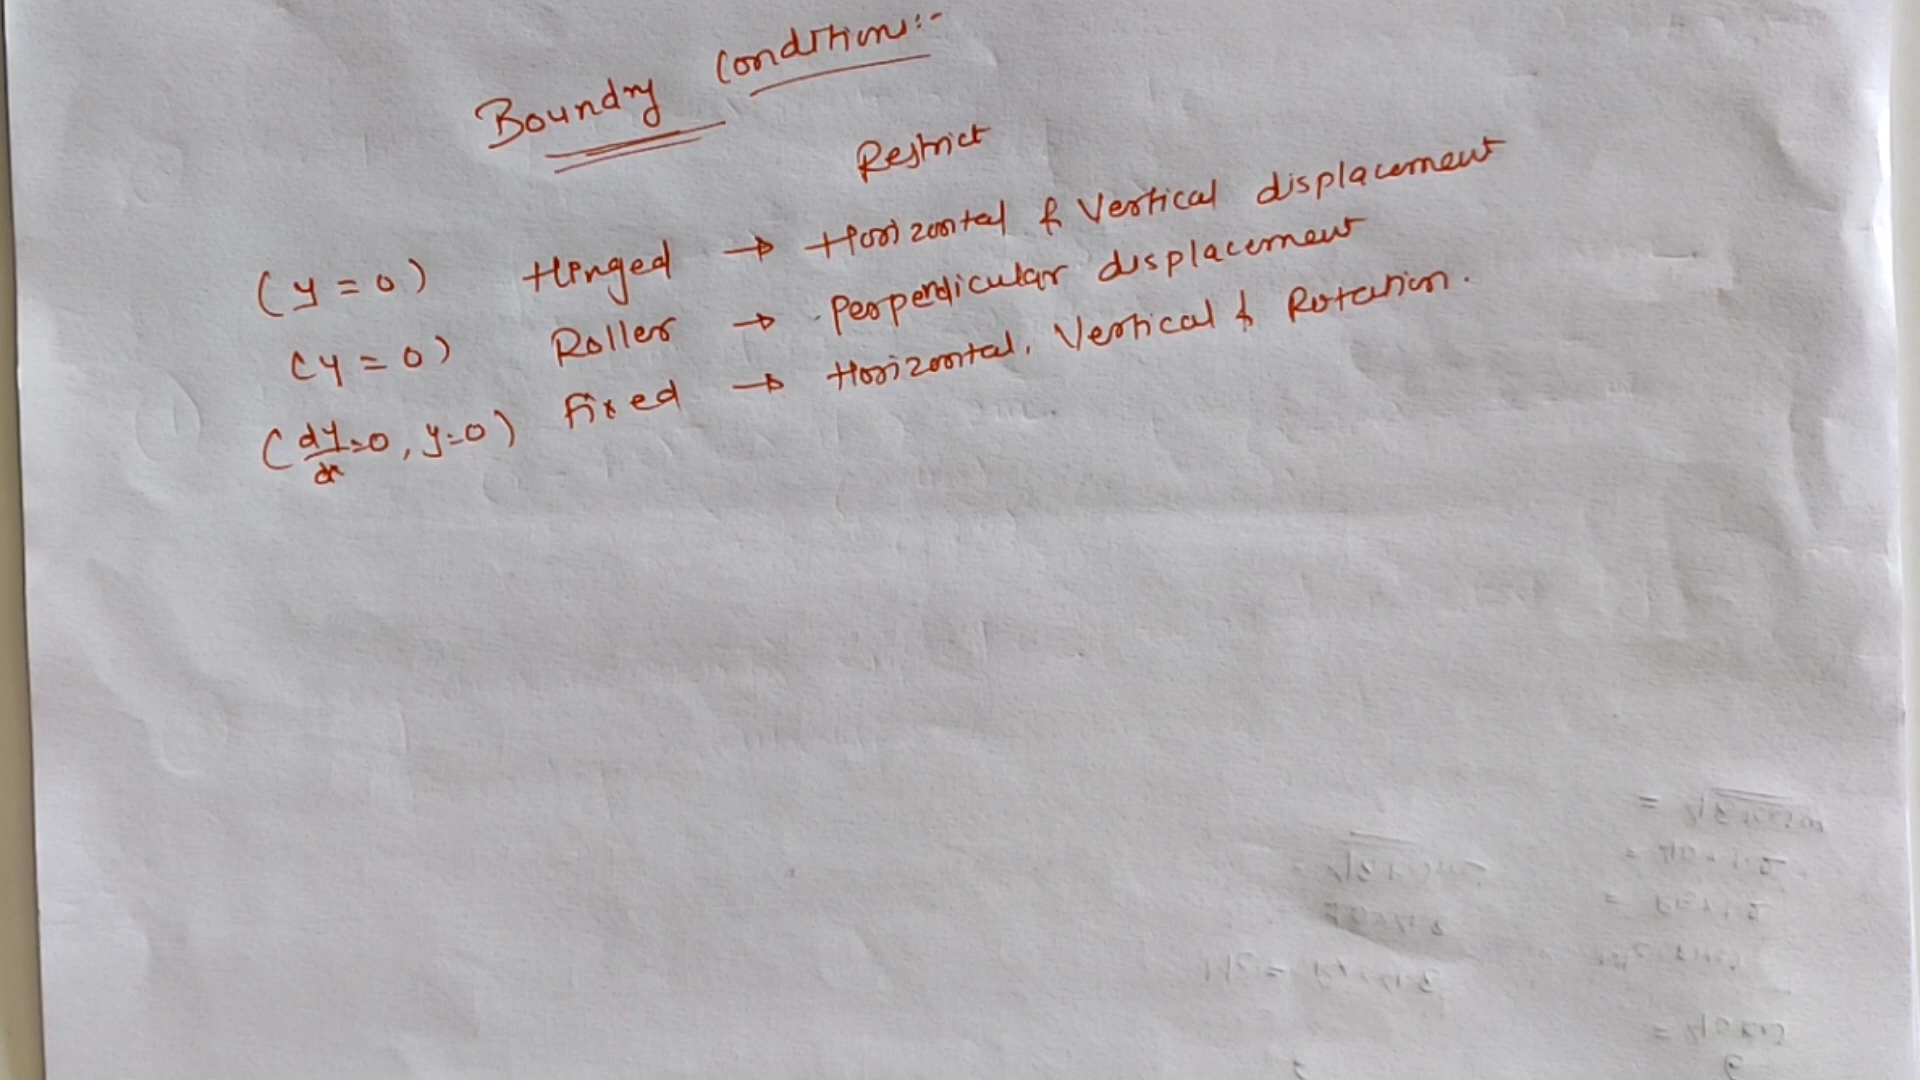 Boundry Conditions:-
Restrict
(y = 0) Hinged → Horizontal & Vertical displacement
(y = 0) Roller → Perpendicular displacement
(dy/dx=0, y=0) Fixed → Horizontal, Vertical & Rotation.